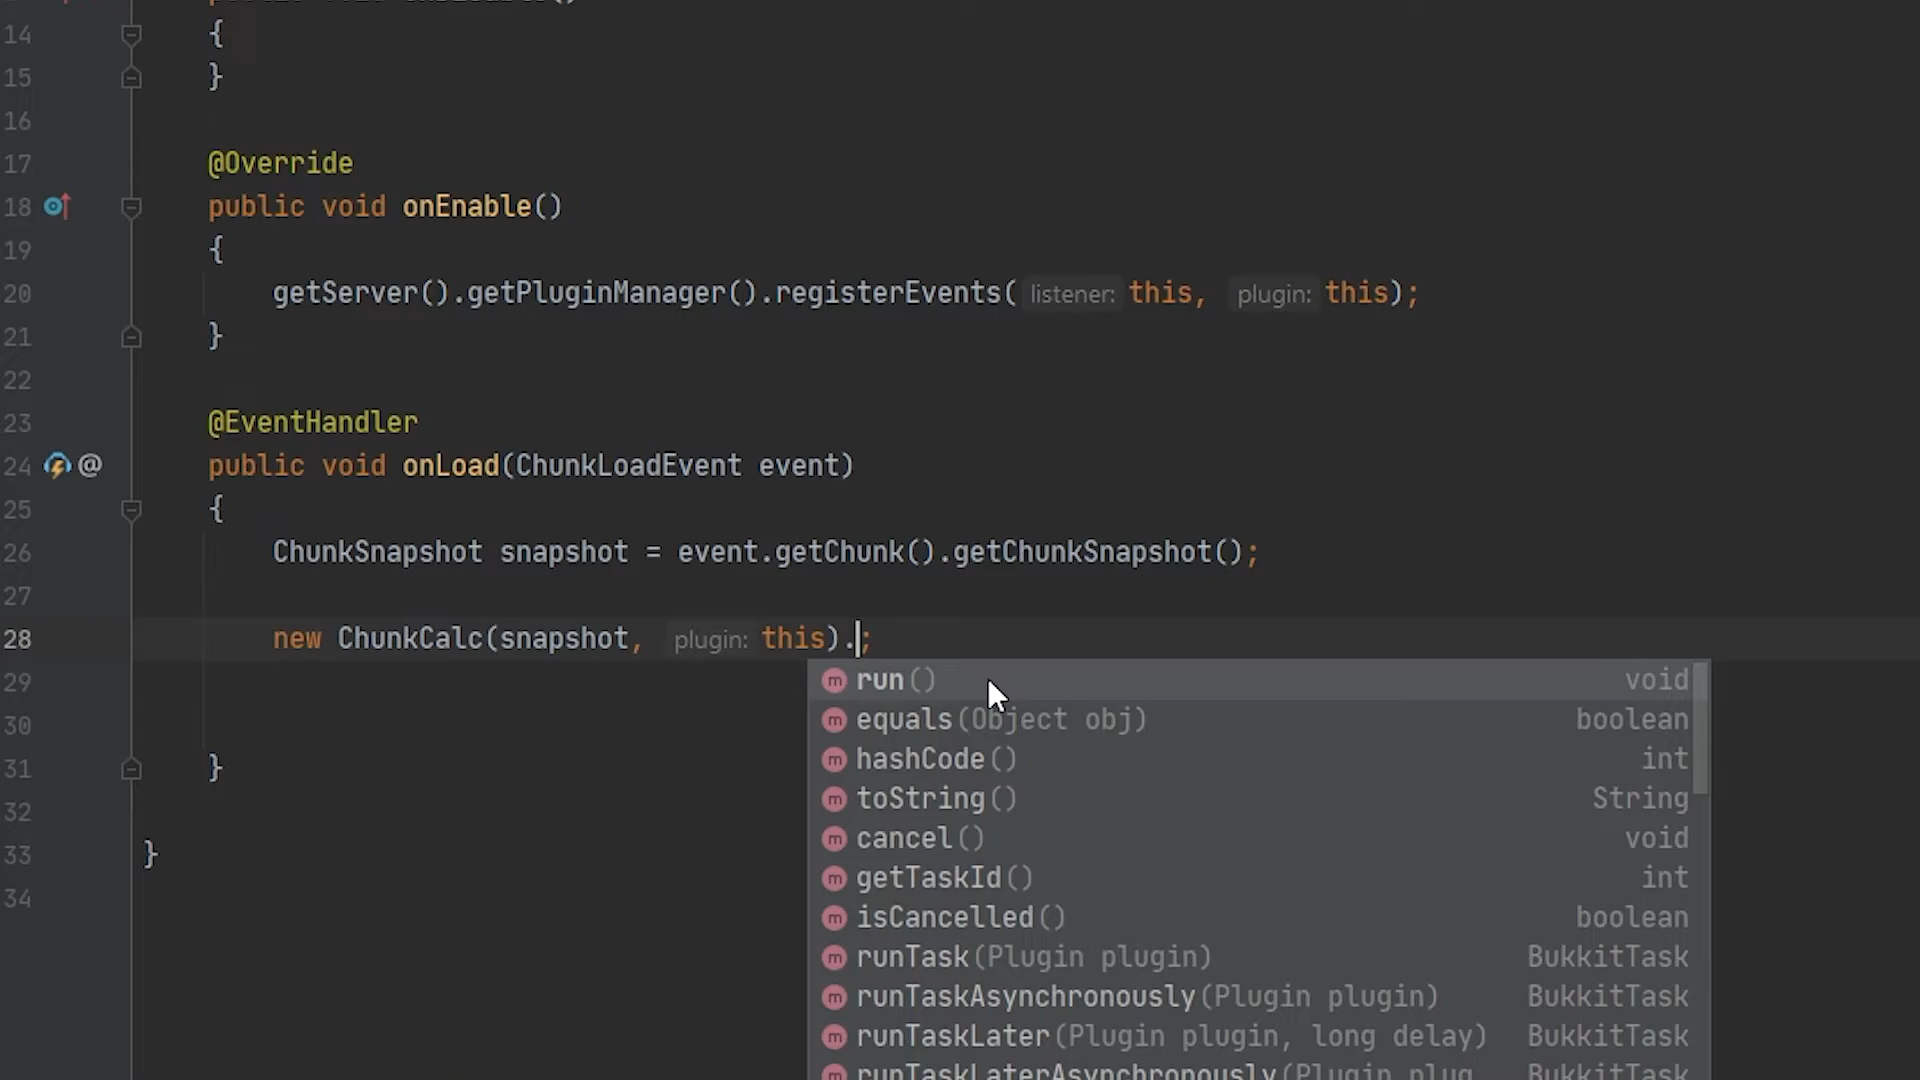 14 {
15 }
16
17 @Override
18 public void onEnable()
19 {
20 getServer().getPluginManager().registerEvents( listener: this, plugin: this);
21 }
22
23 @EventHandler
24 @ public void onLoad(ChunkLoadEvent event)
25 {
26 ChunkSnapshot snapshot = event.getChunk().getChunkSnapshot();
27
28 new ChunkCalc(snapshot, plugin: this).;
29
30
31 }
32
33 }
34
m run() void
m equals(Object obj) boolean
m hashCode() int
m toString() String
m cancel() void
m getTaskId() int
m isCancelled() boolean
m runTask(Plugin plugin) BukkitTask
m runTaskAsynchronously(Plugin plugin) BukkitTask
m runTaskLater(Plugin plugin, long delay) BukkitTask
m runTaskLaterAsynchronously(Plugin plug